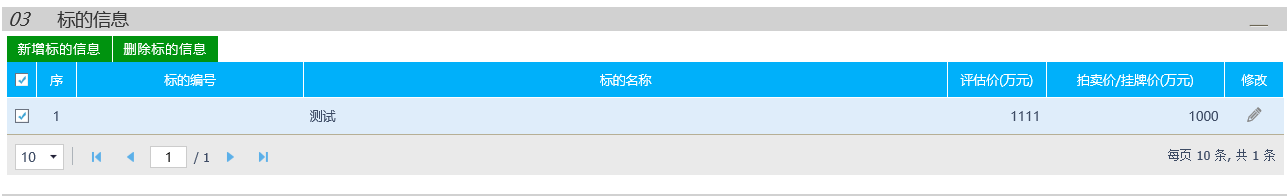 03 标的信息
新增标的信息 删除标的信息
序 标的编号 标的名称 评估价(万元) 拍卖价/挂牌价(万元) 修改
1 测试 1111 1000
10 1 / 1 每页 10 条, 共 1 条